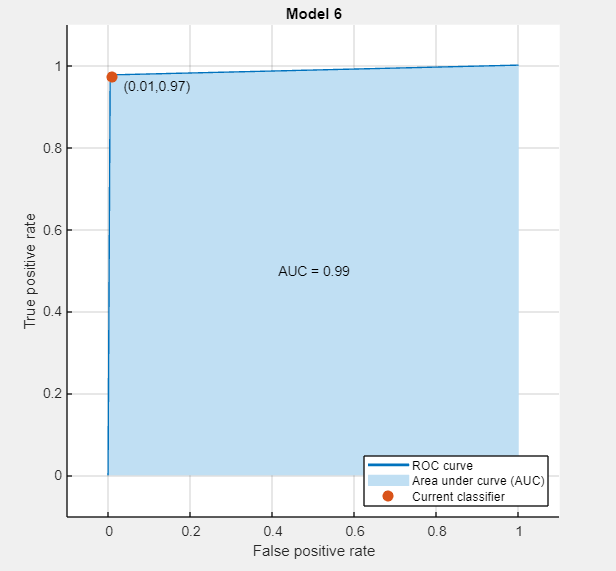 Model 6
1
(0.01,0.97)
0.8
0.6
True positive rate
AUC = 0.99
0.4
0.2
0
ROC curve
Area under curve (AUC)
Current classifier
0 0.2 0.4 0.6 0.8 1
False positive rate